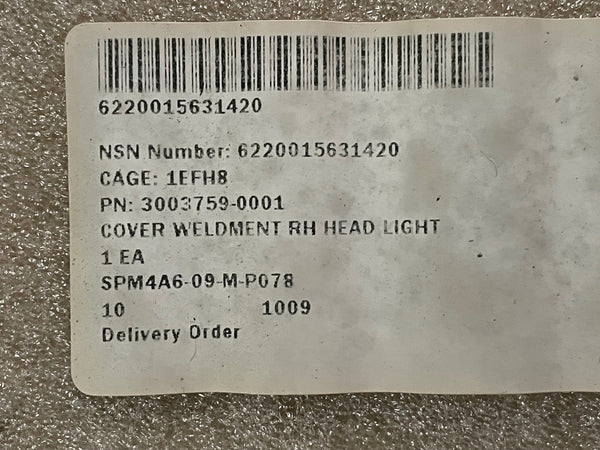 6220015631420
NSN Number: 6220015631420
CAGE: 1EFH8
PN: 3003759-0001
COVER WELDMENT RH HEAD LIGHT
1 EA
SPM4A6-09-M-P078
10 1009
Delivery Order